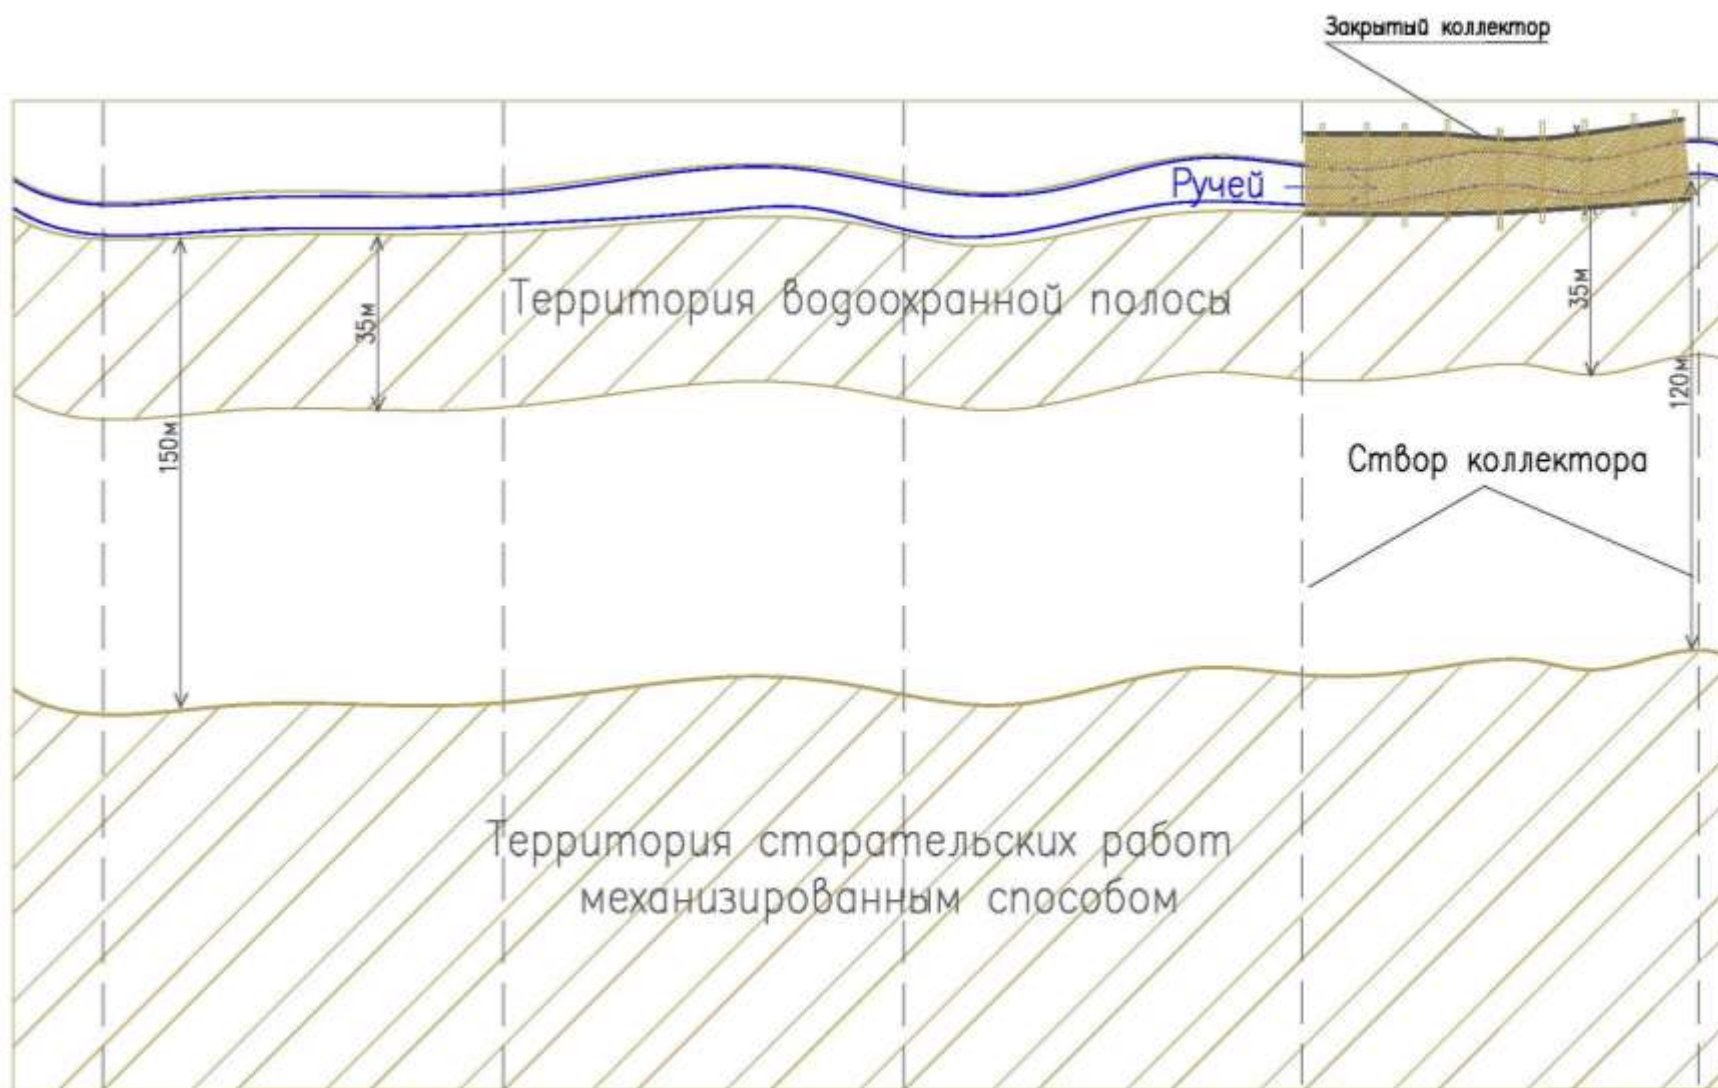 Закрытый коллектор
Ручей
Территория водоохранной полосы
35м
35м
120м
150м
Створ коллектора
Территория старательских работ
механизированным способом